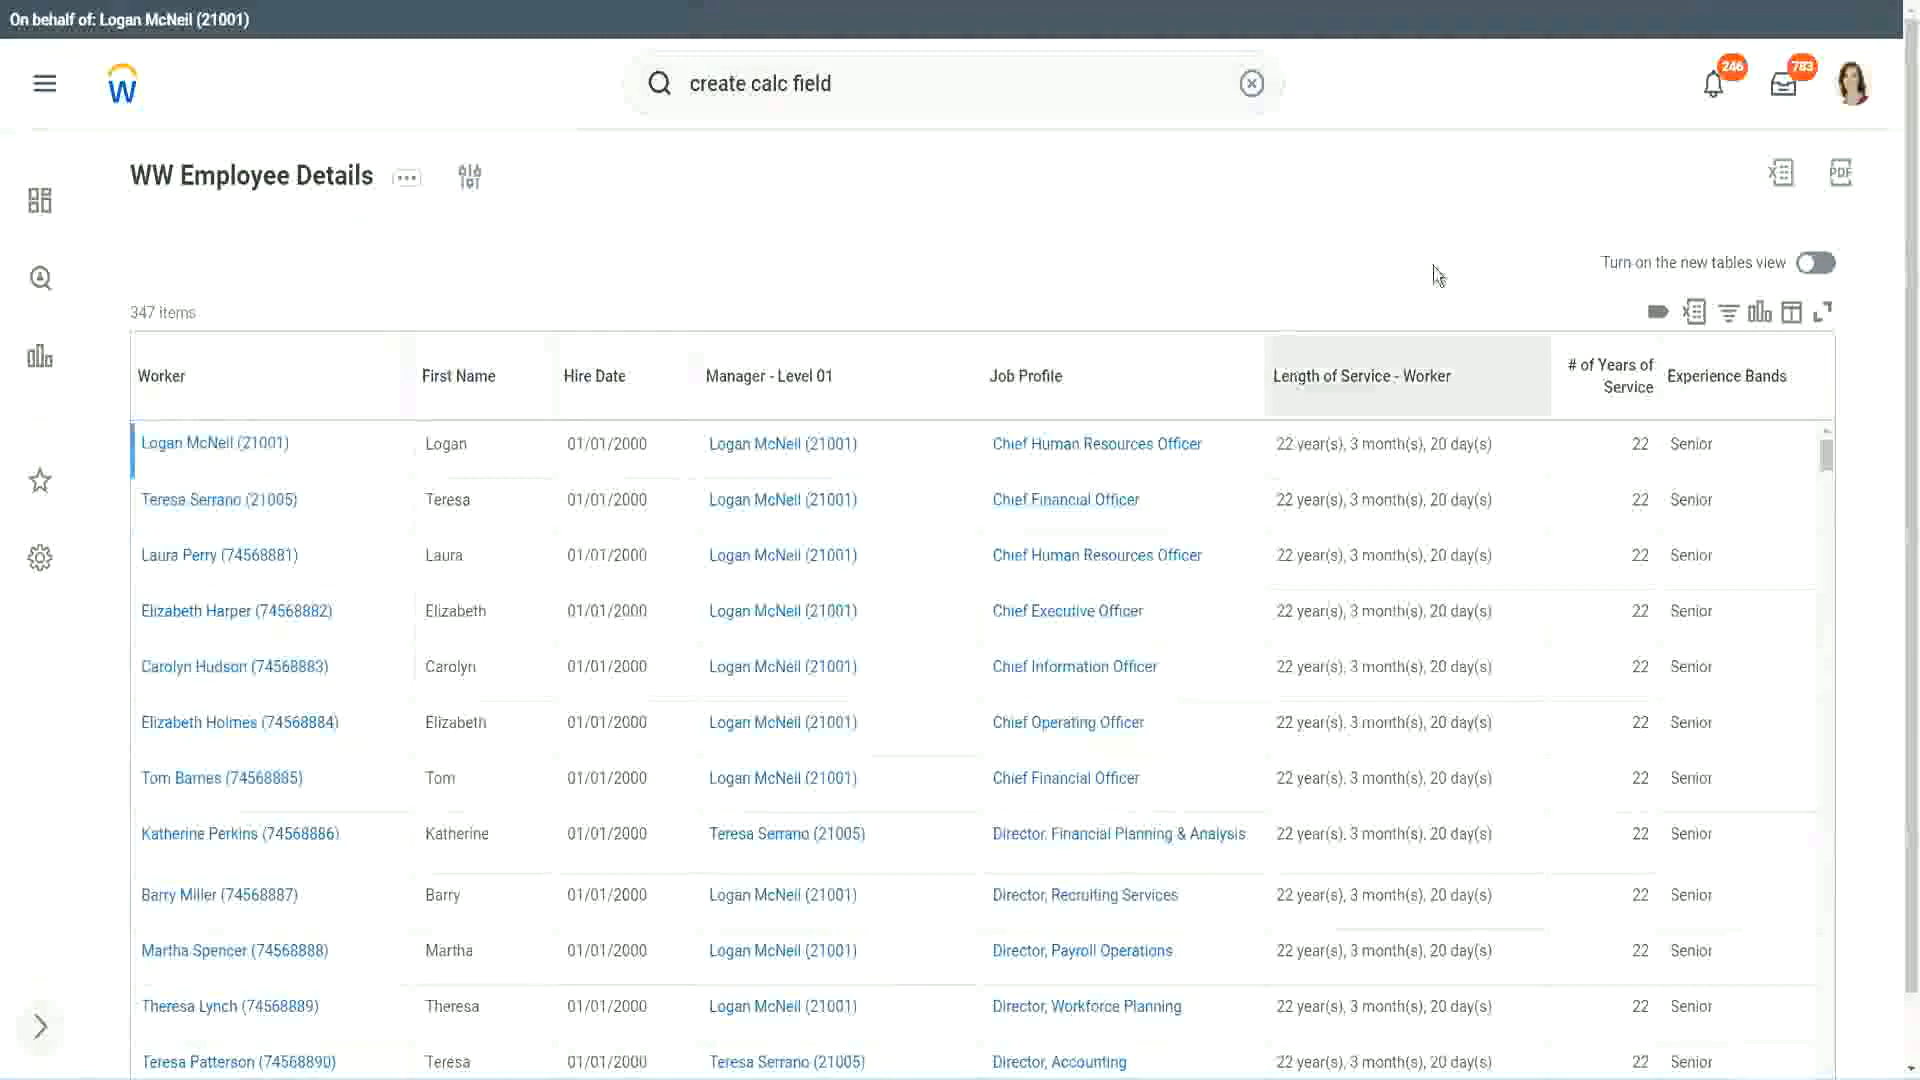 On behalf of: Logan McNeil (21001)
W
create calc field
246
783
WW Employee Details
X
PDF
Turn on the new tables view
347 items
X
Worker First Name Hire Date Manager - Level 01 Job Profile Length of Service - Worker # of Years of Service Experience Bands
Logan McNeil (21001) Logan 01/01/2000 Logan McNeil (21001) Chief Human Resources Officer 22 year(s), 3 month(s), 20 day(s) 22 Senior
Teresa Serrano (21005) Teresa 01/01/2000 Logan McNeil (21001) Chief Financial Officer 22 year(s), 3 month(s), 20 day(s) 22 Senior
Laura Perry (74568881) Laura 01/01/2000 Logan McNeil (21001) Chief Human Resources Officer 22 year(s), 3 month(s), 20 day(s) 22 Senior
Elizabeth Harper (74568882) Elizabeth 01/01/2000 Logan McNeil (21001) Chief Executive Officer 22 year(s), 3 month(s), 20 day(s) 22 Senior
Carolyn Hudson (74568883) Carolyn 01/01/2000 Logan McNeil (21001) Chief Information Officer 22 year(s), 3 month(s), 20 day(s) 22 Senior
Elizabeth Holmes (74568884) Elizabeth 01/01/2000 Logan McNeil (21001) Chief Operating Officer 22 year(s), 3 month(s), 20 day(s) 22 Senior
Tom Barnes (74568885) Tom 01/01/2000 Logan McNeil (21001) Chief Financial Officer 22 year(s), 3 month(s), 20 day(s) 22 Senior
Katherine Perkins (74568886) Katherine 01/01/2000 Teresa Serrano (21005) Director, Financial Planning & Analysis 22 year(s), 3 month(s), 20 day(s) 22 Senior
Barry Miller (74568887) Barry 01/01/2000 Logan McNeil (21001) Director, Recruiting Services 22 year(s), 3 month(s), 20 day(s) 22 Senior
Martha Spencer (74568888) Martha 01/01/2000 Logan McNeil (21001) Director, Payroll Operations 22 year(s), 3 month(s), 20 day(s) 22 Senior
Theresa Lynch (74568889) Theresa 01/01/2000 Logan McNeil (21001) Director, Workforce Planning 22 year(s), 3 month(s), 20 day(s) 22 Senior
Teresa Patterson (74568890) Teresa 01/01/2000 Teresa Serrano (21005) Director, Accounting 22 year(s), 3 month(s), 20 day(s) 22 Senior